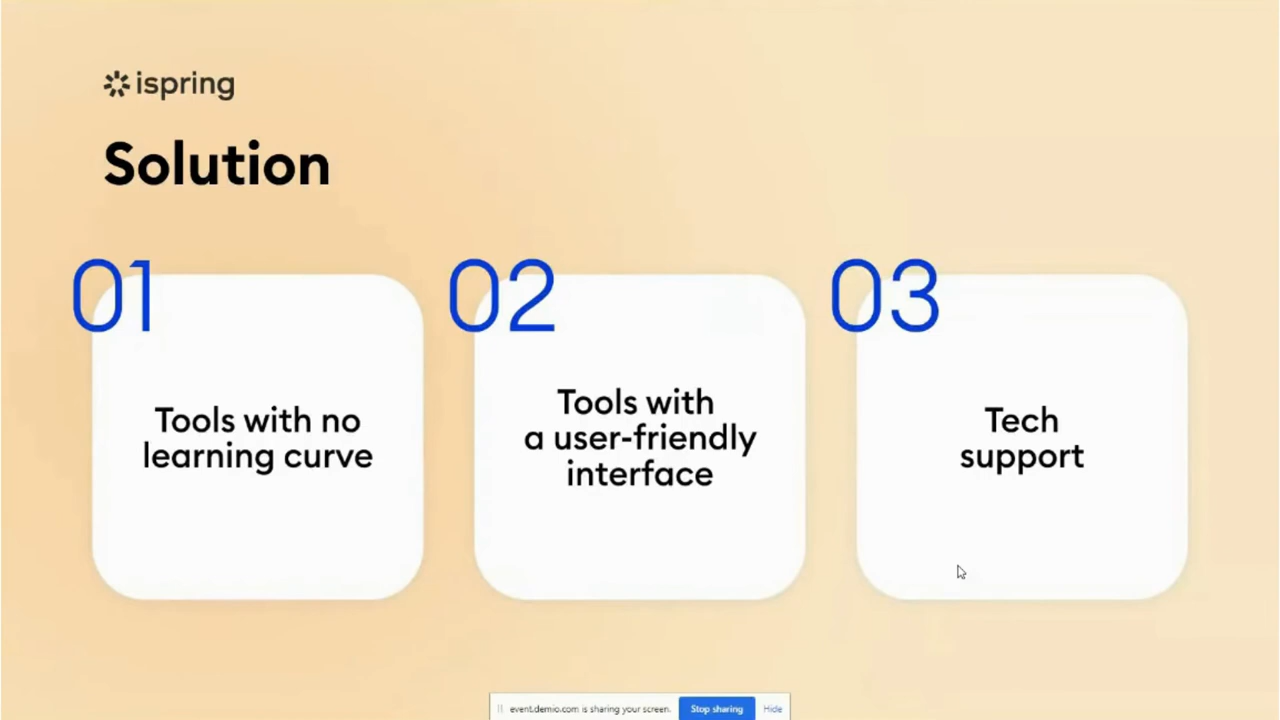 ispring
Solution
01
Tools with no
learning curve
02
Tools with
a user-friendly
interface
03
Tech
support
event.demio.com is sharing your screen.
Stop sharing
Hide